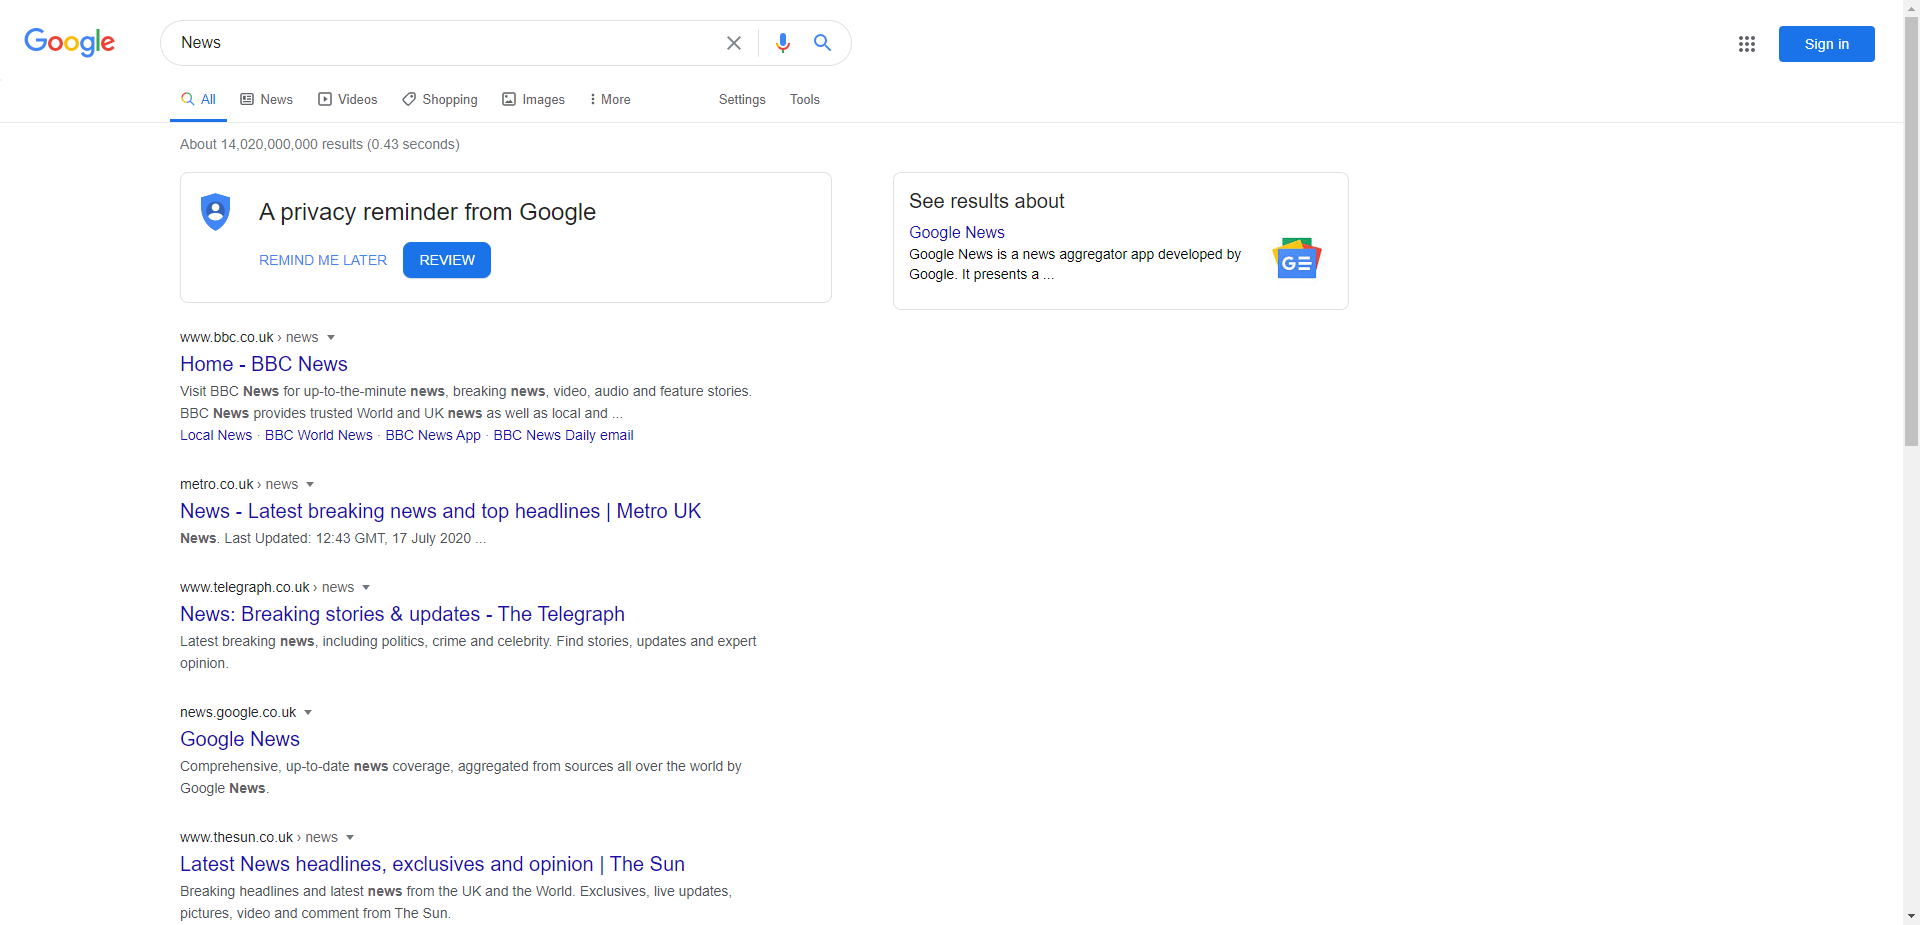 Google
News
All
News
Videos
Shopping
Images
More
Settings
Tools
Sign in
About 14,020,000,000 results (0.43 seconds)
A privacy reminder from Google
REMIND ME LATER
REVIEW
See results about
Google News
Google News is a news aggregator app developed by
Google. It presents a ...
GE
www.bbc.co.uk › news
Home - BBC News
Visit BBC News for up-to-the-minute news, breaking news, video, audio and feature stories.
BBC News provides trusted World and UK news as well as local and ...
Local News · BBC World News · BBC News App · BBC News Daily email
metro.co.uk › news
News - Latest breaking news and top headlines | Metro UK
News. Last Updated: 12:43 GMT, 17 July 2020 ...
www.telegraph.co.uk › news
News: Breaking stories & updates - The Telegraph
Latest breaking news, including politics, crime and celebrity. Find stories, updates and expert
opinion.
news.google.co.uk
Google News
Comprehensive, up-to-date news coverage, aggregated from sources all over the world by
Google News.
www.thesun.co.uk › news
Latest News headlines, exclusives and opinion | The Sun
Breaking headlines and latest news from the UK and the World. Exclusives, live updates,
pictures, video and comment from The Sun.